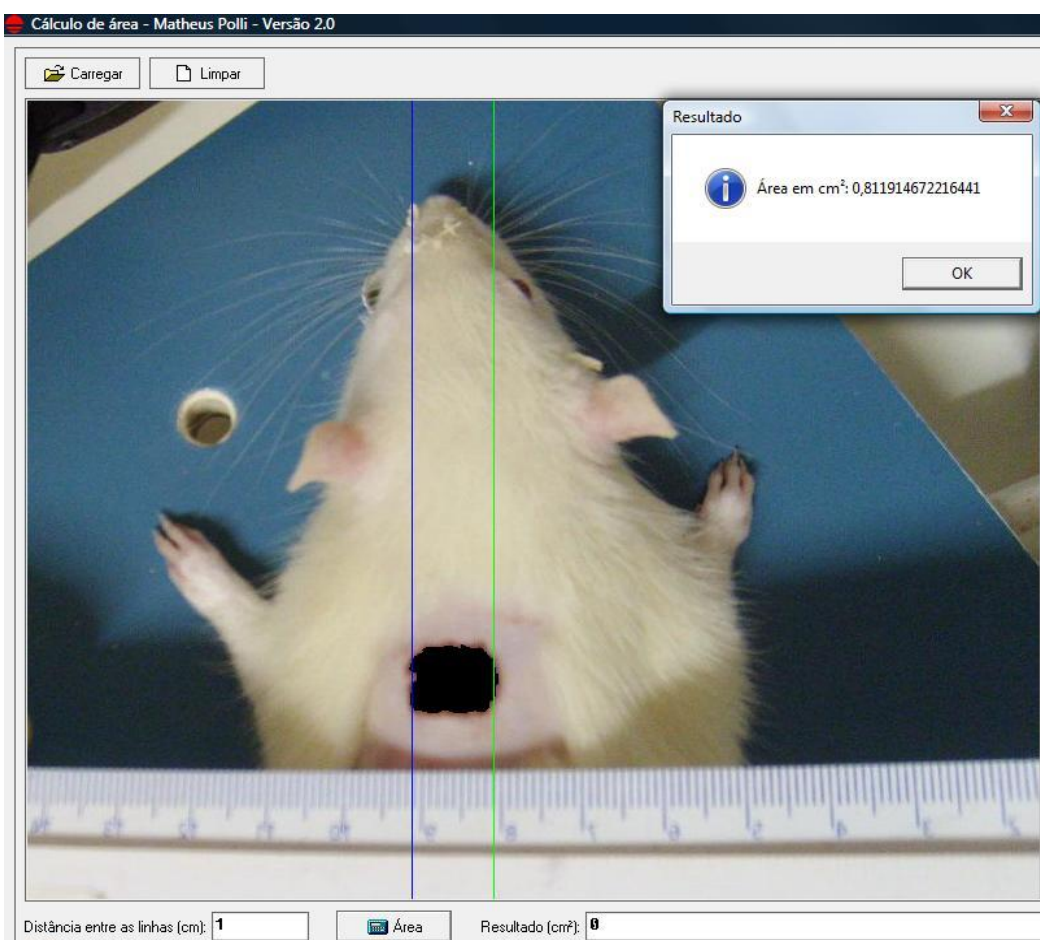 Cálculo de área - Matheus Polli - Versão 2.0
Carregar
Limpar
Resultado
Área em cm²: 0,811914672216441
OK
Distância entre as linhas (cm): 1
Área
Resultado (cm²): 0